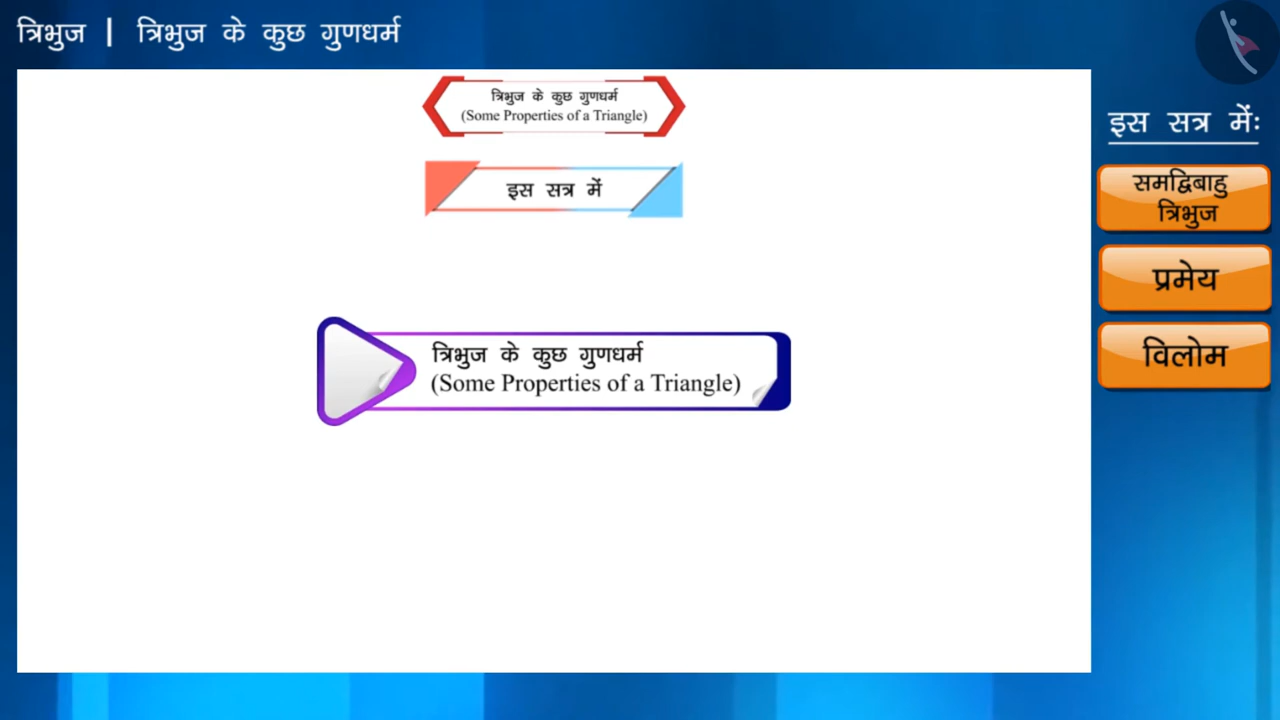 त्रिभुज | त्रिभुज के कुछ गुणधर्म
त्रिभुज के कुछ गुणधर्म
(Some Properties of a Triangle)
इस सत्र में
त्रिभुज के कुछ गुणधर्म
(Some Properties of a Triangle)
इस सत्र में:
समद्विबाहु
त्रिभुज
प्रमेय
विलोम